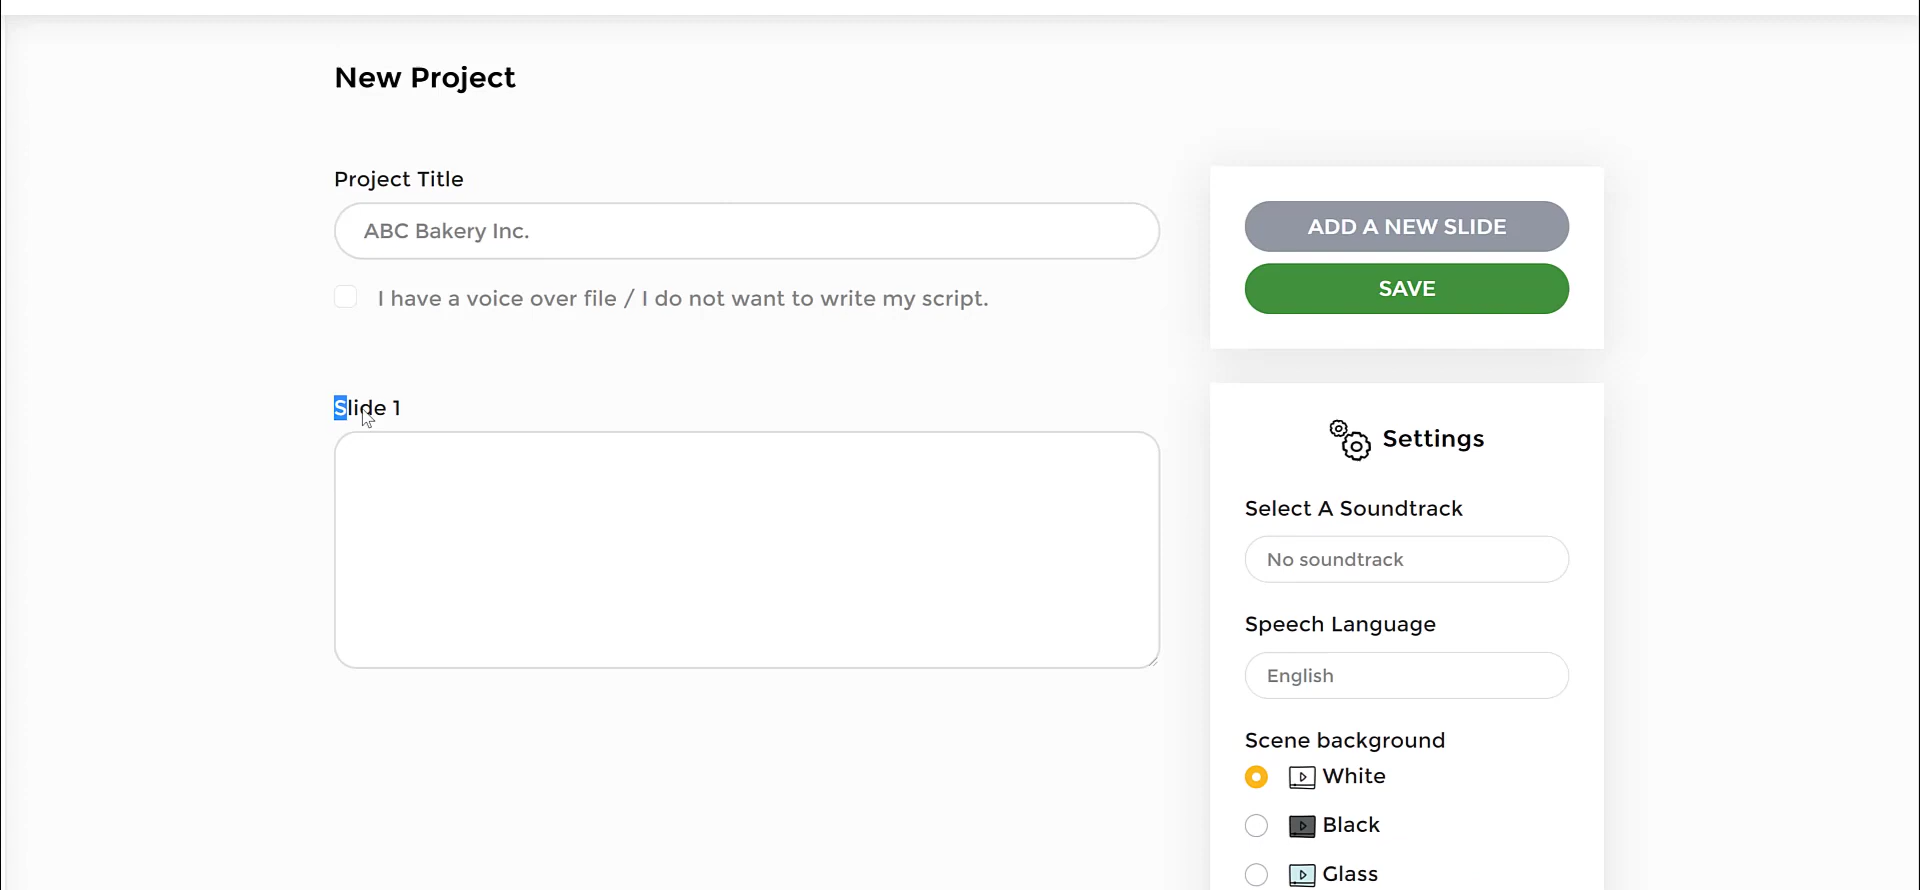 New Project
Project Title
ABC Bakery Inc.
I have a voice over file / I do not want to write my script.
Slide 1
ADD A NEW SLIDE
SAVE
Settings
Select A Soundtrack
No soundtrack
Speech Language
English
Scene background
White
Black
Glass